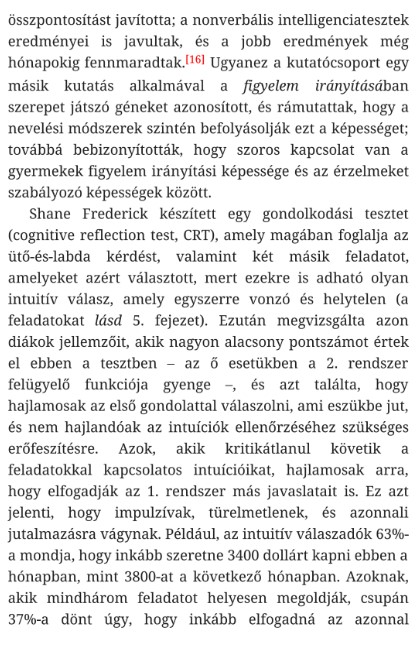 összpontosítást javította; a nonverbális intelligenciatesztek
eredményei is javultak, és a jobb eredmények még
hónapokig fennmaradtak.[16] Ugyanez a kutatócsoport egy
másik kutatás alkalmával a figyelem irányításában
szerepet játszó géneket azonosított, és rámutattak, hogy a
nevelési módszerek szintén befolyásolják ezt a képességet;
továbbá bebizonyították, hogy szoros kapcsolat van a
gyermekek figyelem irányítási képessége és az érzelmeket
szabályozó képességek között.
Shane Frederick készített egy gondolkodási tesztet
(cognitive reflection test, CRT), amely magában foglalja az
ütő-és-labda kérdést, valamint két másik feladatot,
amelyeket azért választott, mert ezekre is adható olyan
intuitív válasz, amely egyszerre vonzó és helytelen (a
feladatokat lásd 5. fejezet). Ezután megvizsgálta azon
diákok jellemzőit, akik nagyon alacsony pontszámot értek
el ebben a tesztben – az ő esetükben a 2. rendszer
felügyelő funkciója gyenge –, és azt találta, hogy
hajlamosak az első gondolattal válaszolni, ami eszükbe jut,
és nem hajlandóak az intuíciók ellenőrzéséhez szükséges
erőfeszítésre. Azok, akik kritikátlanul követik a
feladatokkal kapcsolatos intuícióikat, hajlamosak arra,
hogy elfogadják az 1. rendszer más javaslatait is. Ez azt
jelenti, hogy impulzívak, türelmetlenek, és azonnali
jutalmazásra vágynak. Például, az intuitív válaszadók 63%-
a mondja, hogy inkább szeretne 3400 dollárt kapni ebben a
hónapban, mint 3800-at a következő hónapban. Azoknak,
akik mindhárom feladatot helyesen megoldják, csupán
37%-a dönt úgy, hogy inkább elfogadná az azonnal